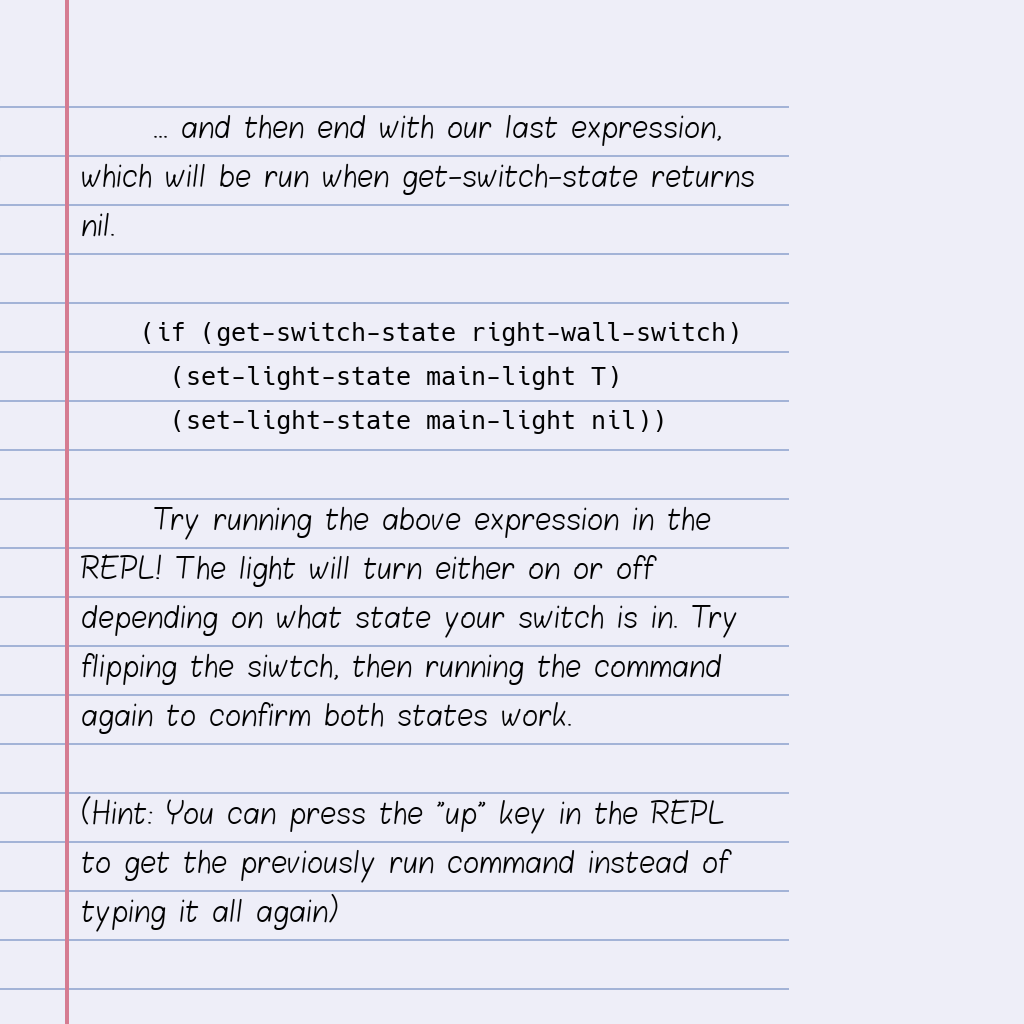 ... and then end with our last expression,
which will be run when get-switch-state returns
nil.
(if (get-switch-state right-wall-switch)
(set-light-state main-light T)
(set-light-state main-light nil))
Try running the above expression in the
REPL! The light will turn either on or off
depending on what state your switch is in. Try
flipping the siwtch, then running the command
again to confirm both states work.
(Hint: You can press the "up" key in the REPL
to get the previously run command instead of
typing it all again)